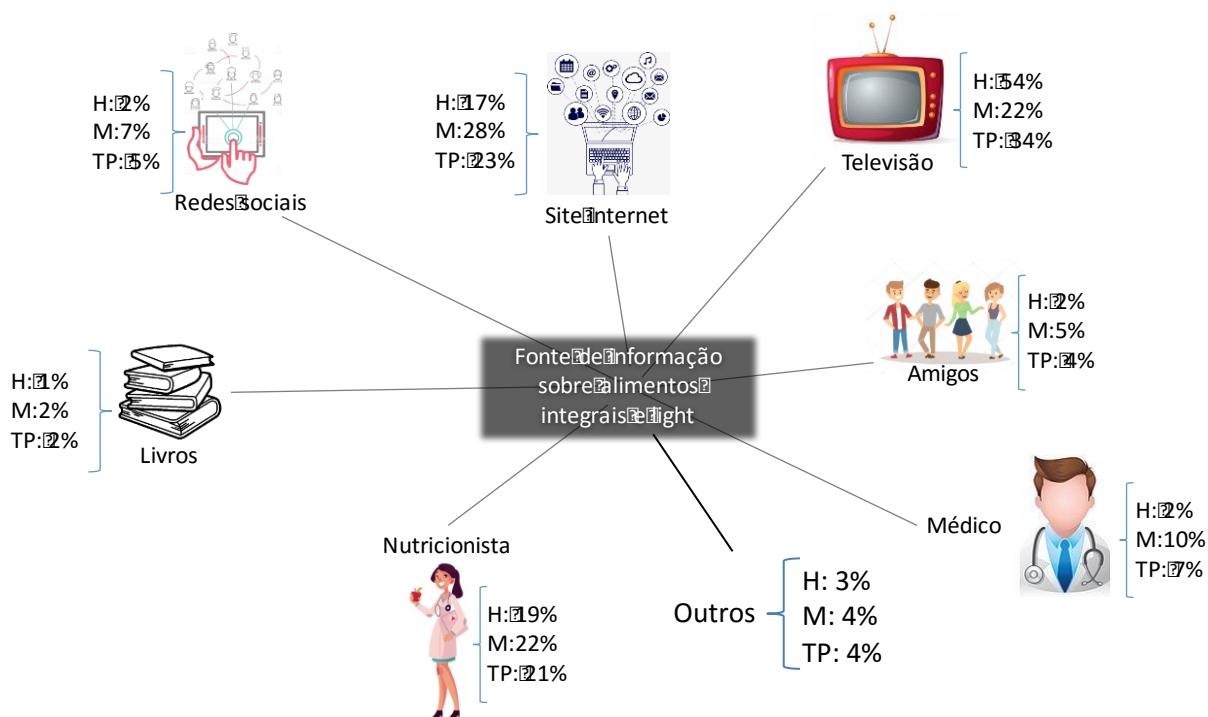 H: 2%
M:7%
TP: 5%
Redes sociais
H: 17%
M:28%
TP: 23%
Site internet
H: 54%
M:22%
TP: 34%
Televisão
H: 2%
M:5%
TP: 4%
Amigos
Fonte de informação
sobre alimentos
integrais e light
H: 1%
M:2%
TP: 2%
Livros
Médico
H: 2%
M:10%
TP: 7%
Nutricionista
H: 19%
M:22%
TP: 21%
Outros
H: 3%
M: 4%
TP: 4%